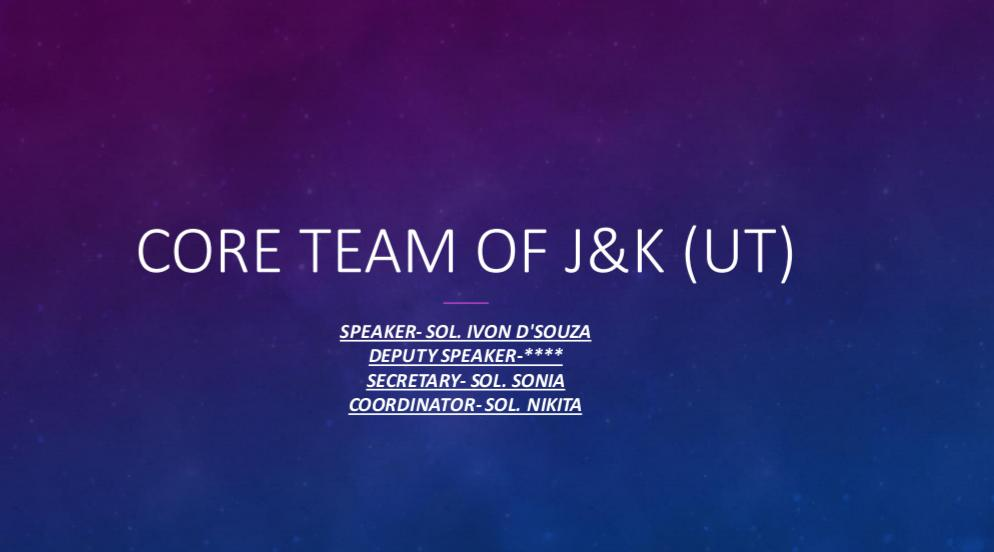 CORE TEAM OF J&K (UT)
SPEAKER- SOL. IVON D'SOUZA
DEPUTY SPEAKER-****
SECRETARY- SOL. SONIA
COORDINATOR- SOL. NIKITA